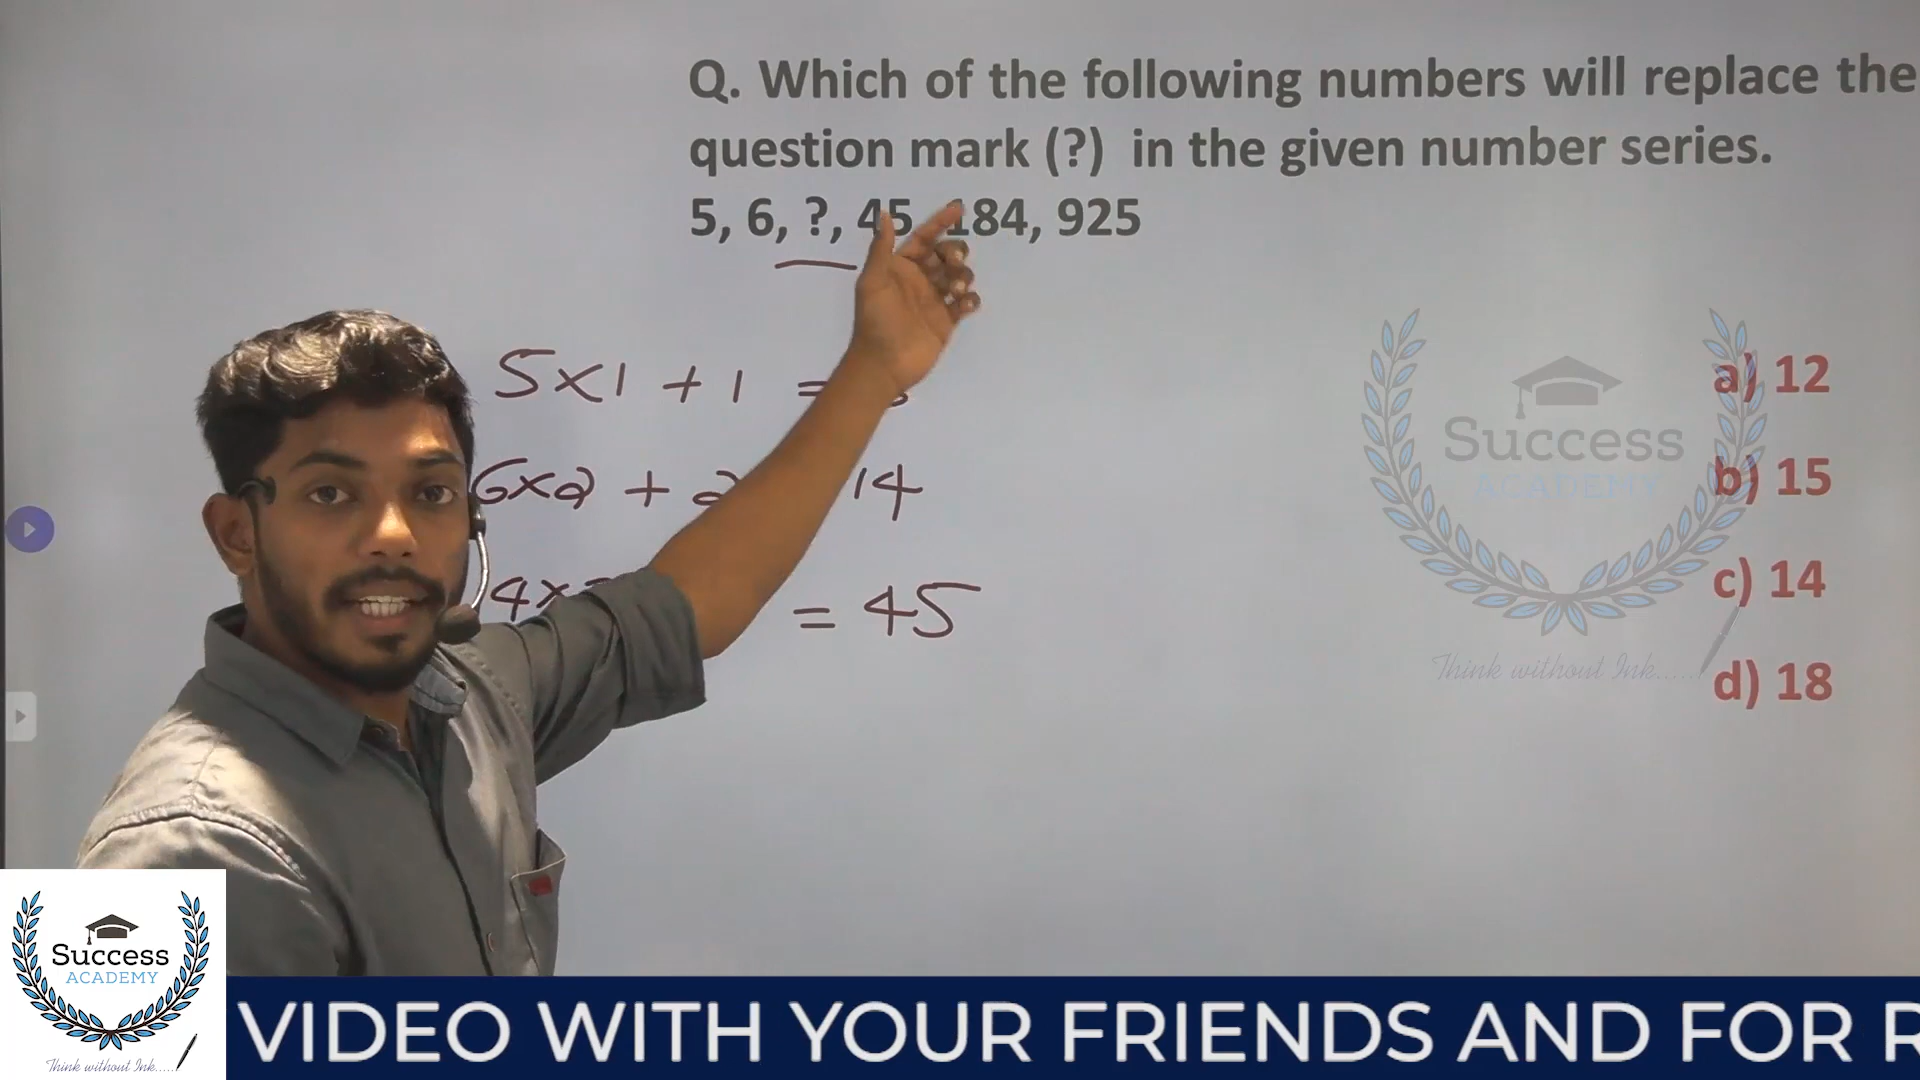 Q. Which of the following numbers will replace the
question mark (?) in the given number series.
5, 6, ?, 45, 184, 925
5x1 + 1 =
6x2 + 2 14
4x = 45
a) 12
b) 15
c) 14
d) 18
Success
ACADEMY
Think without Ink.....
Success
ACADEMY
Think without Ink.....
VIDEO WITH YOUR FRIENDS AND FOR R